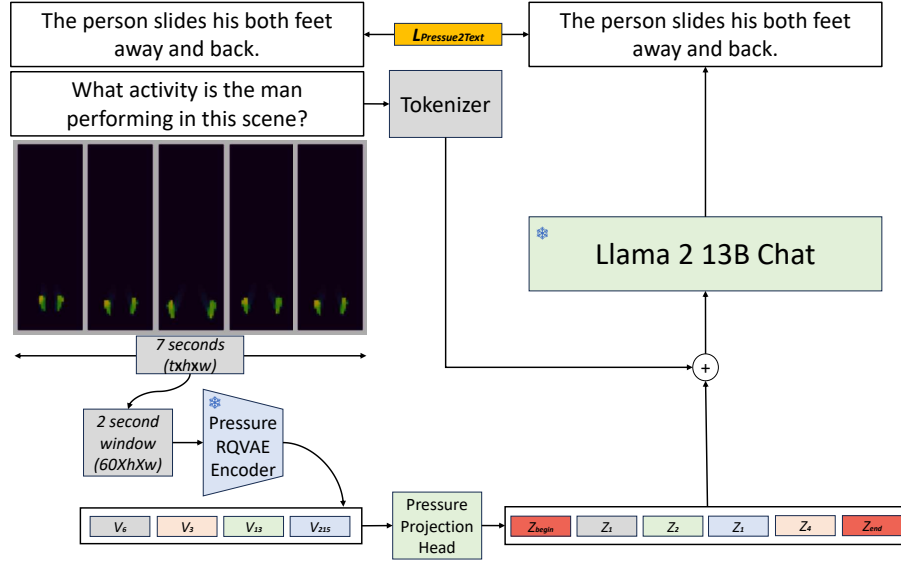 The person slides his both feet
away and back.
L Pressue2Text
The person slides his both feet
away and back.
What activity is the man
performing in this scene?
Tokenizer
Llama 2 13B Chat
7 seconds
(txhxw)
+
2 second
window
(60XhXw)
Pressure
RQVAE
Encoder
V6
V3
V13
V215
Pressure
Projection
Head
Zbegin
Z1
Z2
Z1
Z4
Zend